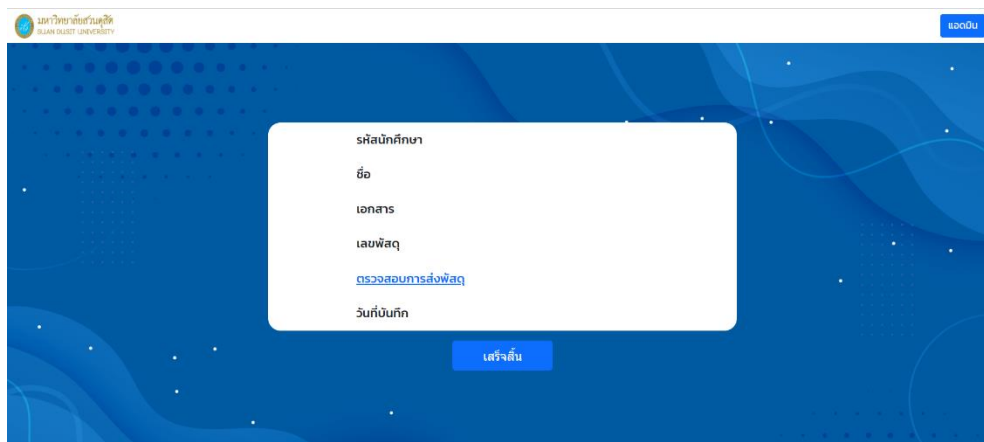 มหาวิทยาลัยสวนดุสิต
SUAN DUSIT UNIVERSITY
แอดมิน
รหัสนักศึกษา
ชื่อ
เอกสาร
เลขพัสดุ
ตรวจสอบการส่งพัสดุ
วันที่บันทึก
เสร็จสิ้น